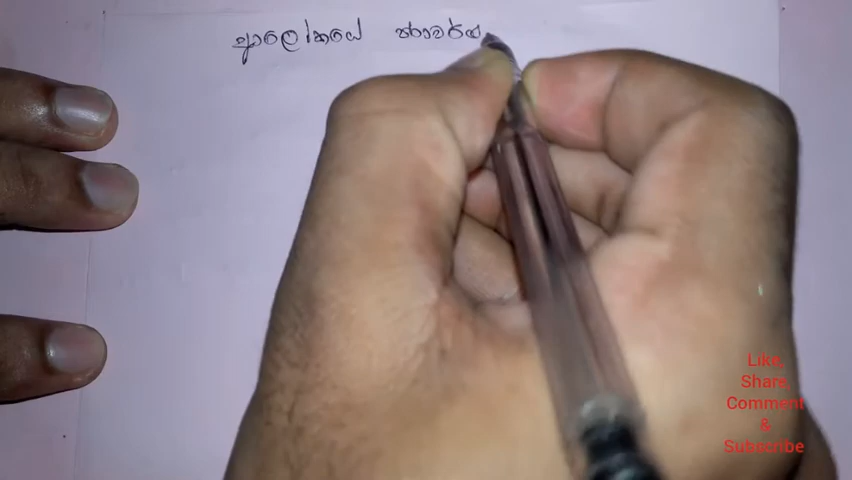 ආලෝකයේ
Like,
Share,
Comment
&
Subscribe